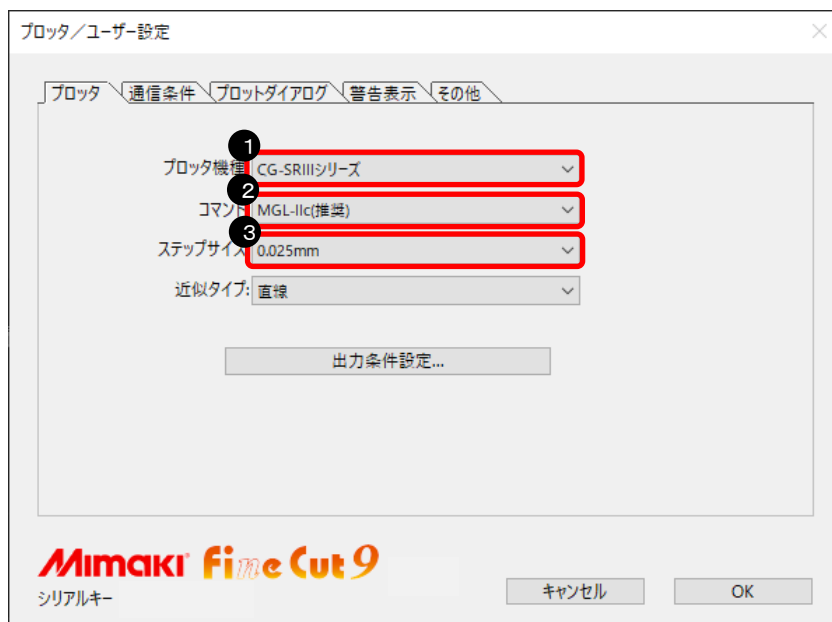 プロッタ／ユーザー設定
プロッタ 通信条件 プロットダイアログ 警告表示 その他
1
プロッタ機種 CG-SRIIIシリーズ
2
コマンド MGL-IIc(推奨)
3
ステップサイズ 0.025mm
近似タイプ: 直線
出力条件設定...
Mimaki Fine Cut 9
シリアルキー
キャンセル OK